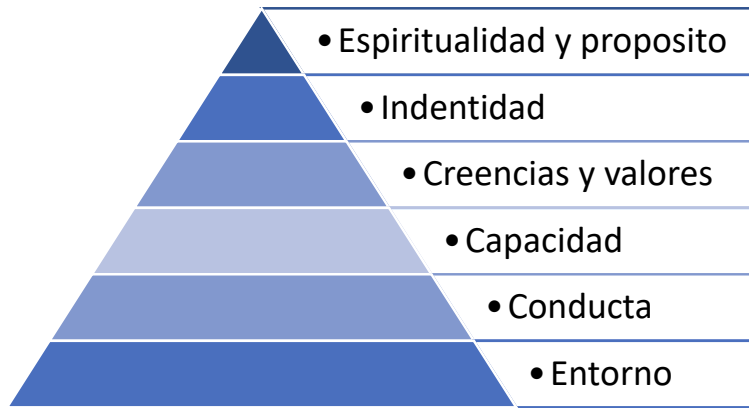 • Espiritualidad y proposito
• Indentidad
• Creencias y valores
• Capacidad
• Conducta
• Entorno